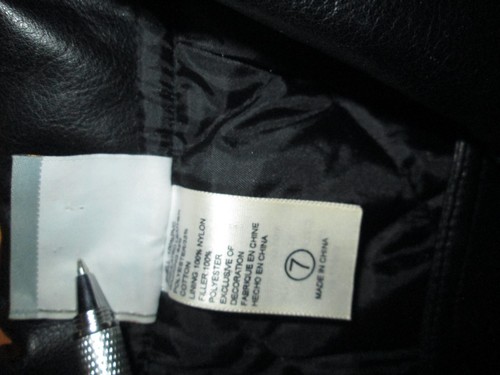 COTTON
LINING 100% NYLON
FILLER 100%
POLYESTER
EXCLUSIVE OF
DECORATION
FABRIQUE EN CHINE
HECHO EN CHINA
7
MADE IN CHINA